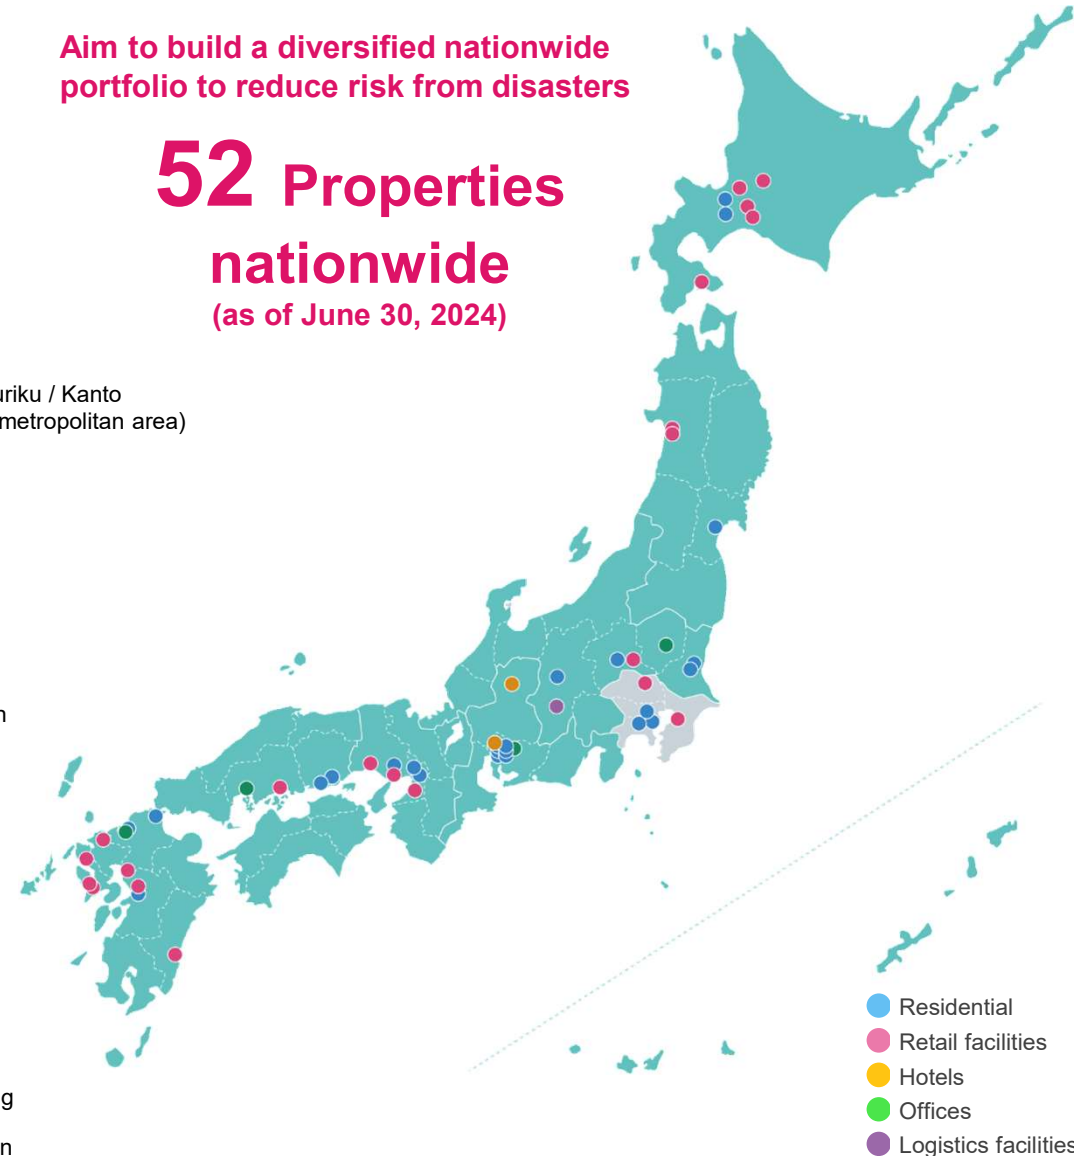 Aim to build a diversified nationwide
portfolio to reduce risk from disasters
52 Properties
nationwide
(as of June 30, 2024)
uriku / Kanto
metropolitan area)
n
g
n
Residential
Retail facilities
Hotels
Offices
Logistics facilities